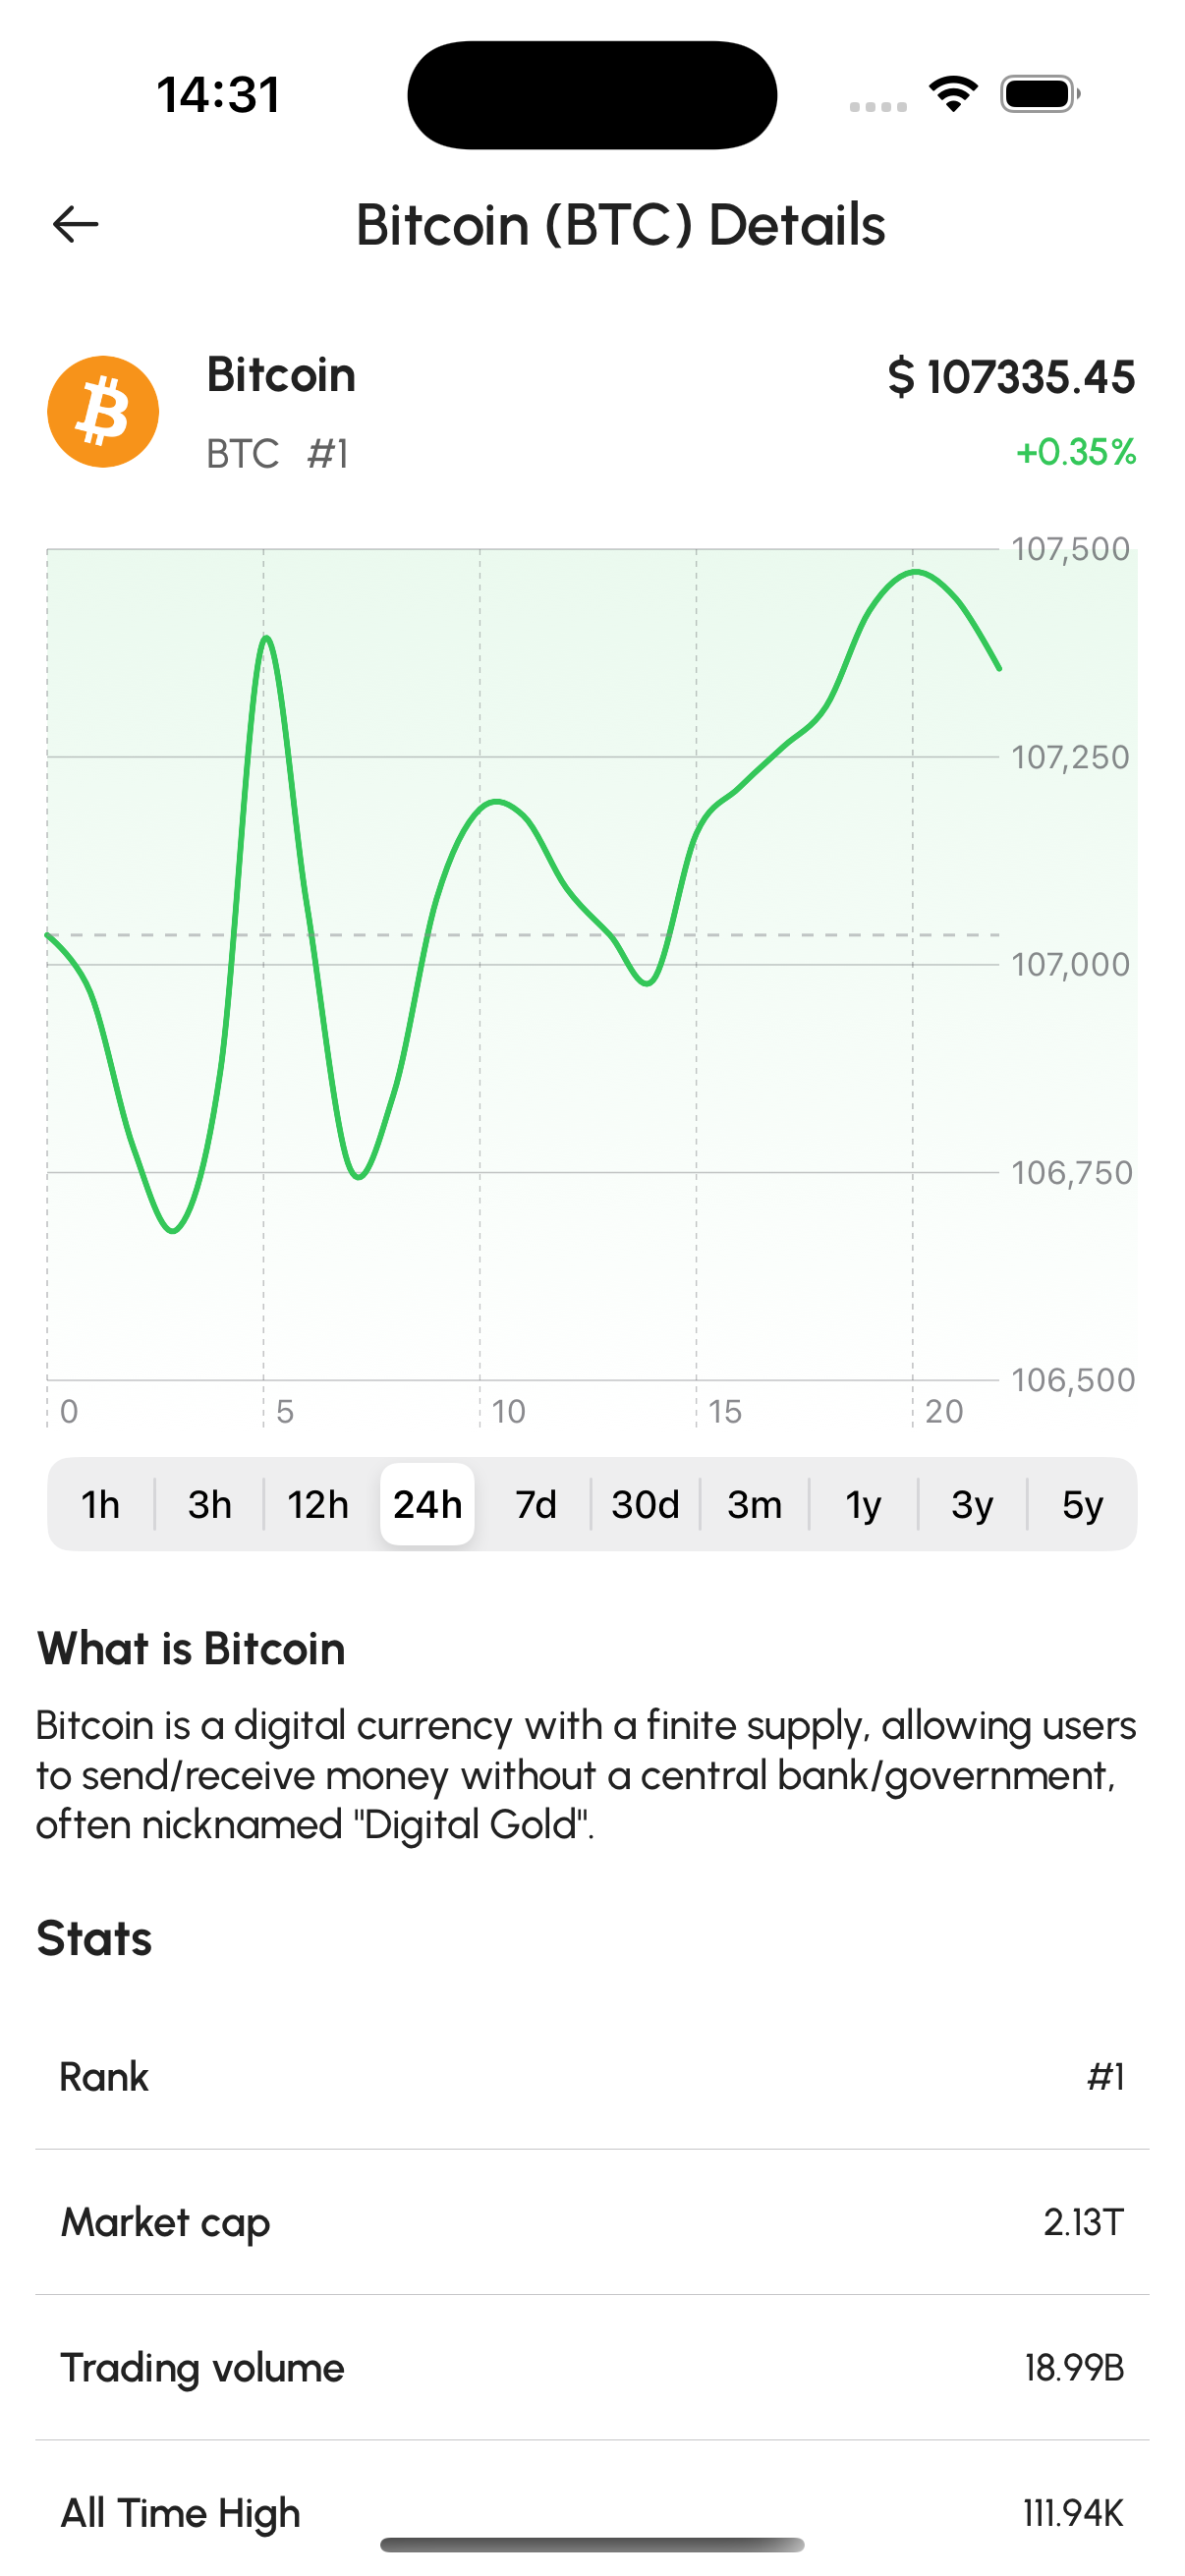 14:31
Bitcoin (BTC) Details
Bitcoin
$ 107335.45
BTC #1
+0.35%
107,500
107,250
107,000
106,750
106,500
0 5 10 15 20
1h 3h 12h 24h 7d 30d 3m 1y 3y 5y
What is Bitcoin
Bitcoin is a digital currency with a finite supply, allowing users
to send/receive money without a central bank/government,
often nicknamed "Digital Gold".
Stats
Rank #1
Market cap 2.13T
Trading volume 18.99B
All Time High 111.94K